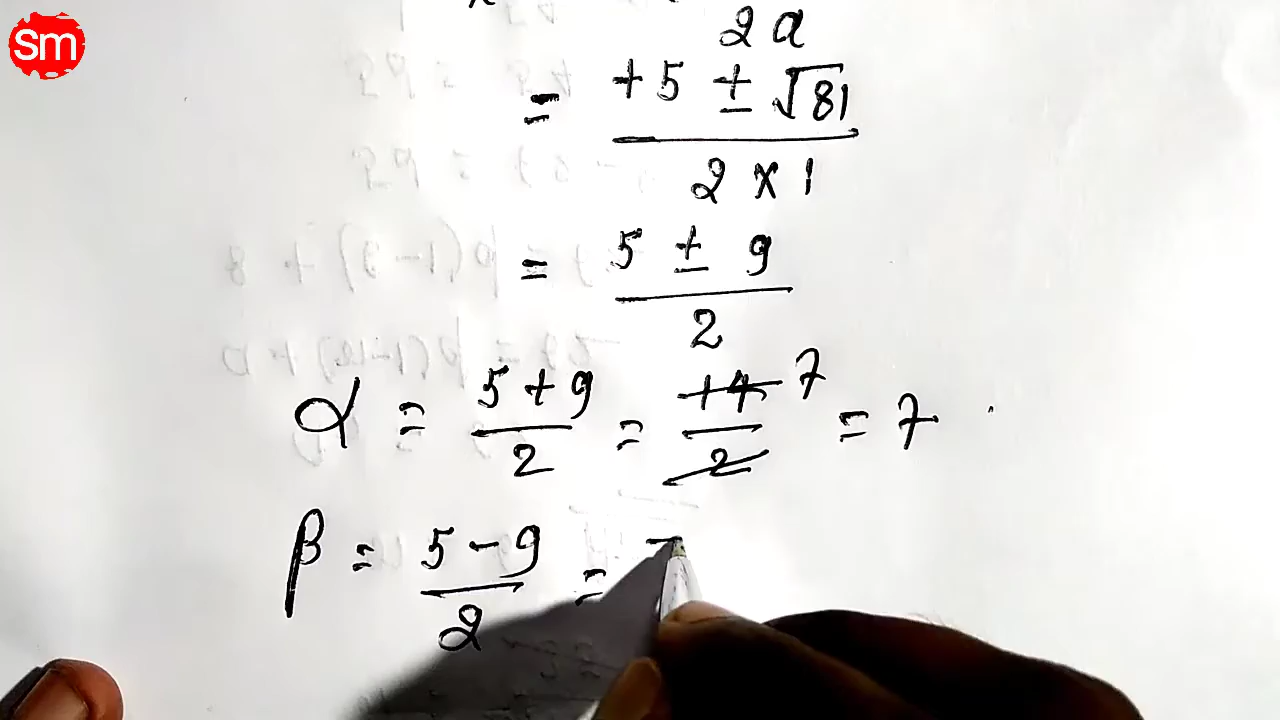 sm
2a
= +5 ± √81
2 × 1
= 5 ± 9
2
α = 5+9/2 = 14/2 7 = 7
β = 5-9/2 = -